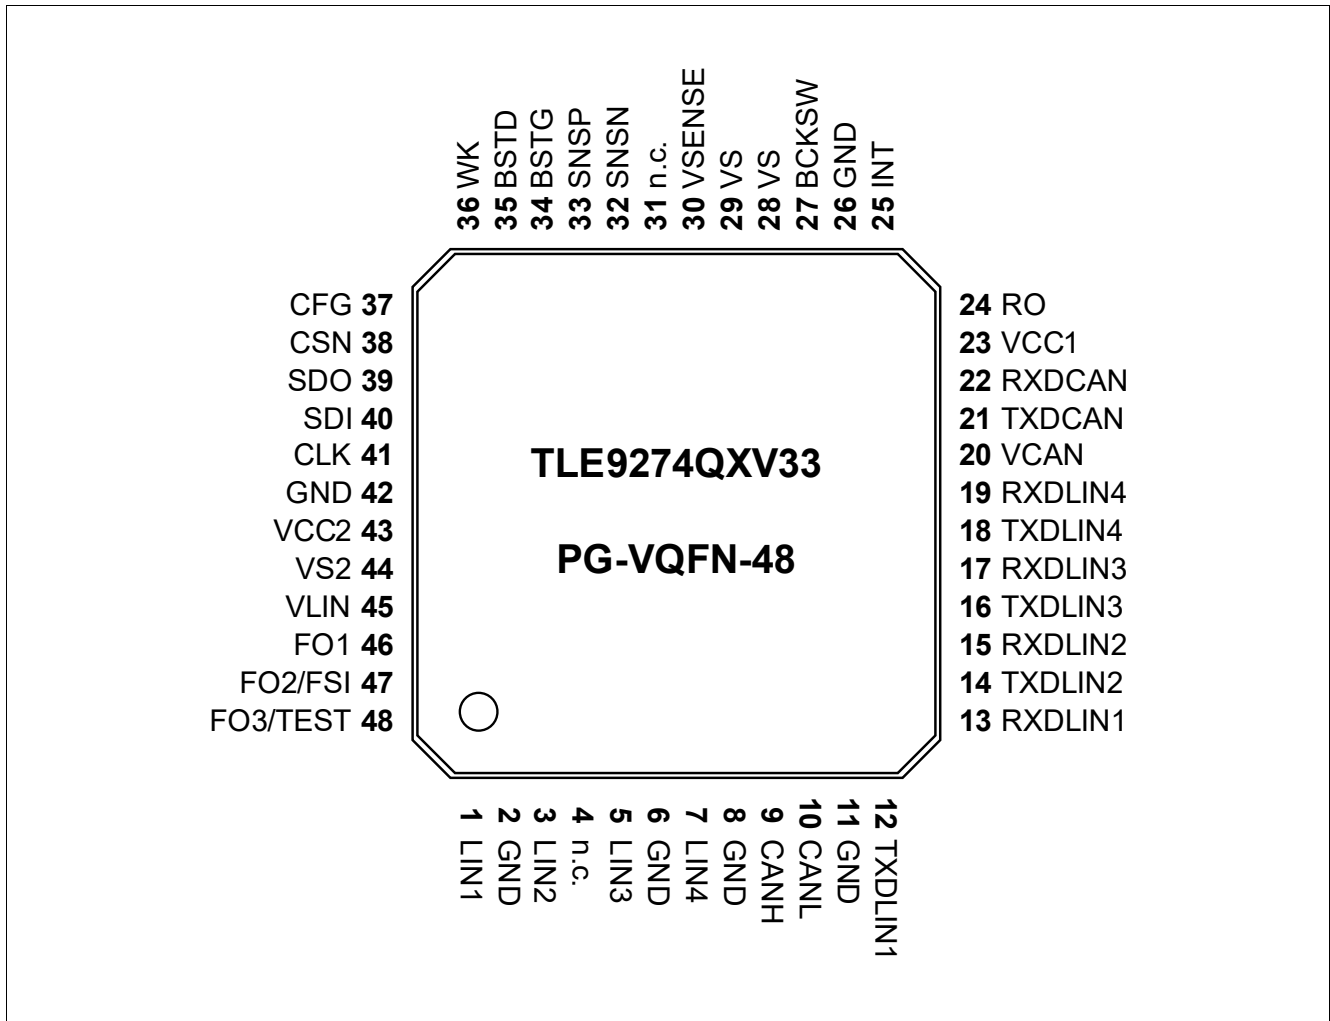 36 WK
35 BSTD
34 BSTG
33 SNSP
32 SNSN
31 n.c.
30 VSENSE
29 VS
28 VS
27 BCKSW
26 GND
25 INT
CFG 37
CSN 38
SDO 39
SDI 40
CLK 41
GND 42
VCC2 43
VS2 44
VLIN 45
FO1 46
FO2/FSI 47
FO3/TEST 48
TLE9274QXV33
PG-VQFN-48
24 RO
23 VCC1
22 RXDCAN
21 TXDCAN
20 VCAN
19 RXDLIN4
18 TXDLIN4
17 RXDLIN3
16 TXDLIN3
15 RXDLIN2
14 TXDLIN2
13 RXDLIN1
1 LIN1
2 GND
3 LIN2
4 n.c.
5 LIN3
6 GND
7 LIN4
8 GND
9 CANH
10 CANL
11 GND
12 TXDLIN1